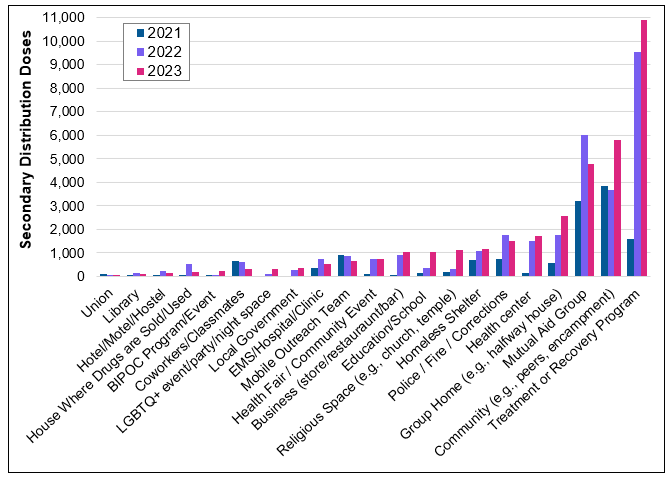 Secondary Distribution Doses
11,000
10,000
9,000
8,000
7,000
6,000
5,000
4,000
3,000
2,000
1,000
0
2021
2022
2023
Union
Library
Hotel/Motel/Hostel
House Where Drugs are Sold/Used
BIPOC Program/Event
Coworkers/Classmates
LGBTQ+ event/party/night space
Local Government
EMS/Hospital/Clinic
Mobile Outreach Team
Health Fair / Community Event
Business (store/restauraunt/bar)
Education/School
Religious Space (e.g., church, temple)
Homeless Shelter
Police / Fire / Corrections
Health center
Group Home (e.g., halfway house)
Mutual Aid Group
Community (e.g., peers, encampment)
Treatment or Recovery Program